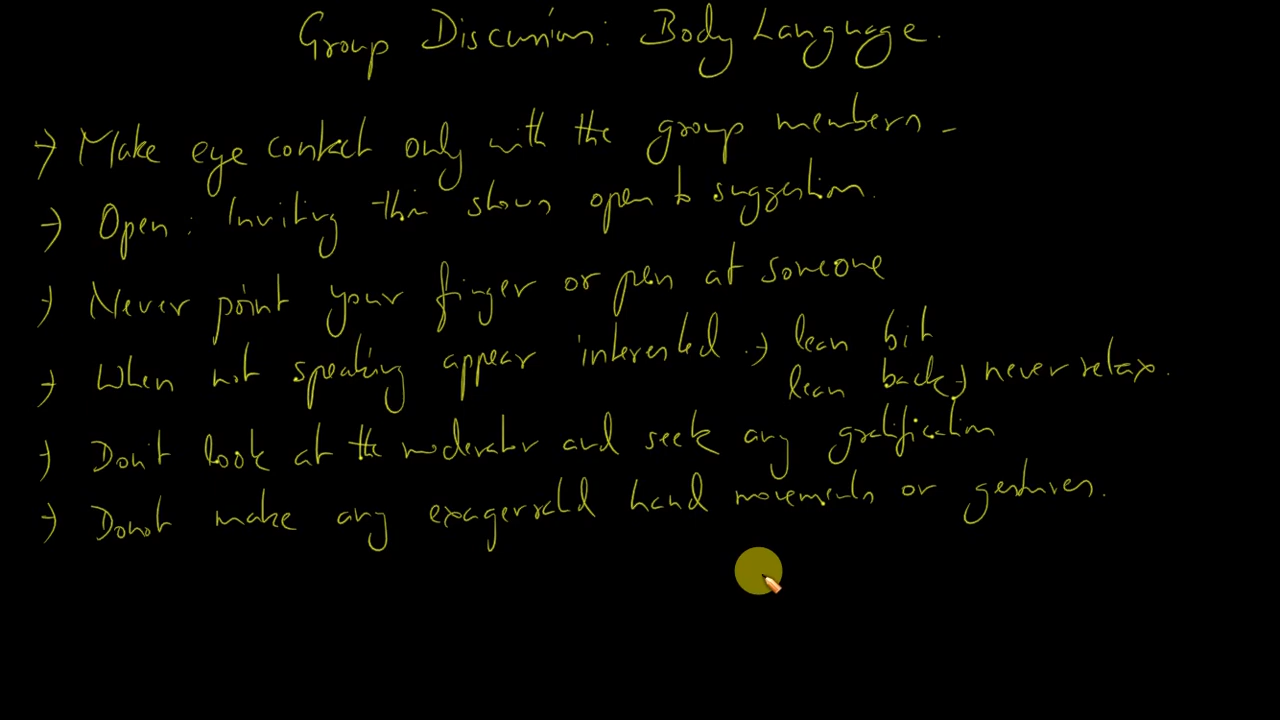 Group Discussion: Body Language.
→ Make eye contact only with the group members -
→ Open: Inviting this shows open to suggestion.
→ Never point your finger or pen at someone
→ When not speaking appear interested. → lean bit
lean back → never relax.
→ Don't look at the moderator and seek any gratification
→ Donot make any exagerrated hand movements or gestures.